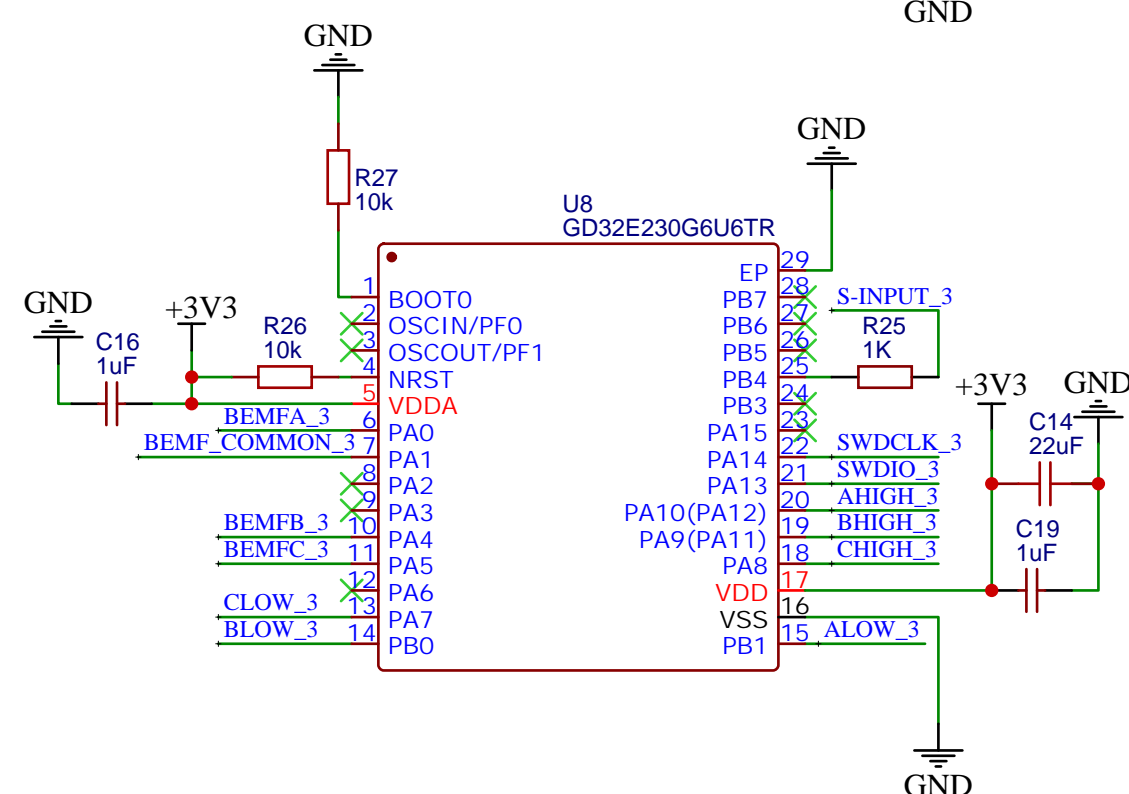 GND
GND
GND
R27
10k
U8
GD32E230G6U6TR
29
EP
1
BOOT0
28
PB7
S-INPUT_3
GND
+3V3
2
OSCIN/PF0
27
PB6
R26
10k
R25
1K
C16
1uF
3
OSCOUT/PF1
26
PB5
4
NRST
25
PB4
+3V3
GND
5
VDDA
24
PB3
BEMFA_3
6
PA0
23
PA15
C14
22uF
BEMF_COMMON_3
7
PA1
22
PA14
SWDCLK_3
8
PA2
21
PA13
SWDIO_3
9
PA3
20
PA10(PA12)
AHIGH_3
BEMFB_3
10
PA4
19
PA9(PA11)
BHIGH_3
C19
1uF
BEMFC_3
11
PA5
18
PA8
CHIGH_3
12
PA6
17
VDD
CLOW_3
13
PA7
16
VSS
BLOW_3
14
PB0
15
PB1
ALOW_3
GND